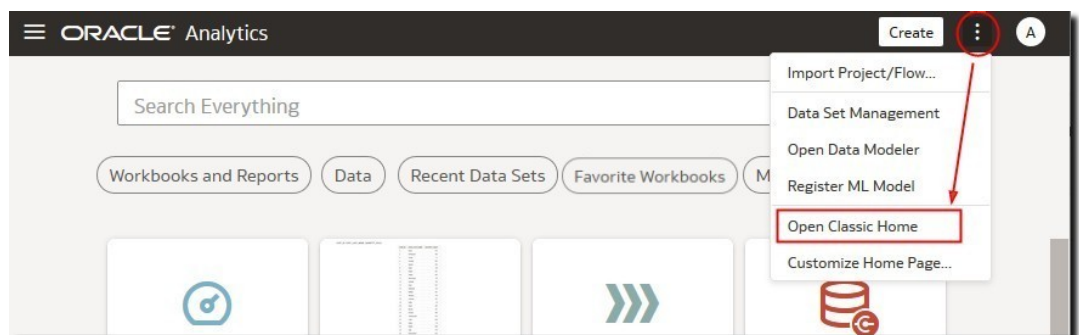 ORACLE Analytics
Create
A
Import Project/Flow...
Search Everything
Data Set Management
Open Data Modeler
Workbooks and Reports
Data
Recent Data Sets
Favorite Workbooks
M
Register ML Model
Open Classic Home
Customize Home Page...